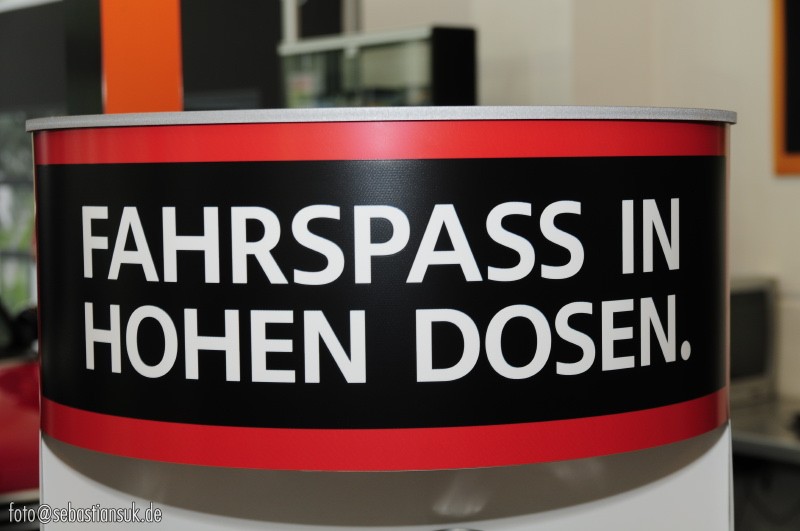 FAHRSPASS IN
HOHEN DOSEN.
foto@sebastiansuk.de